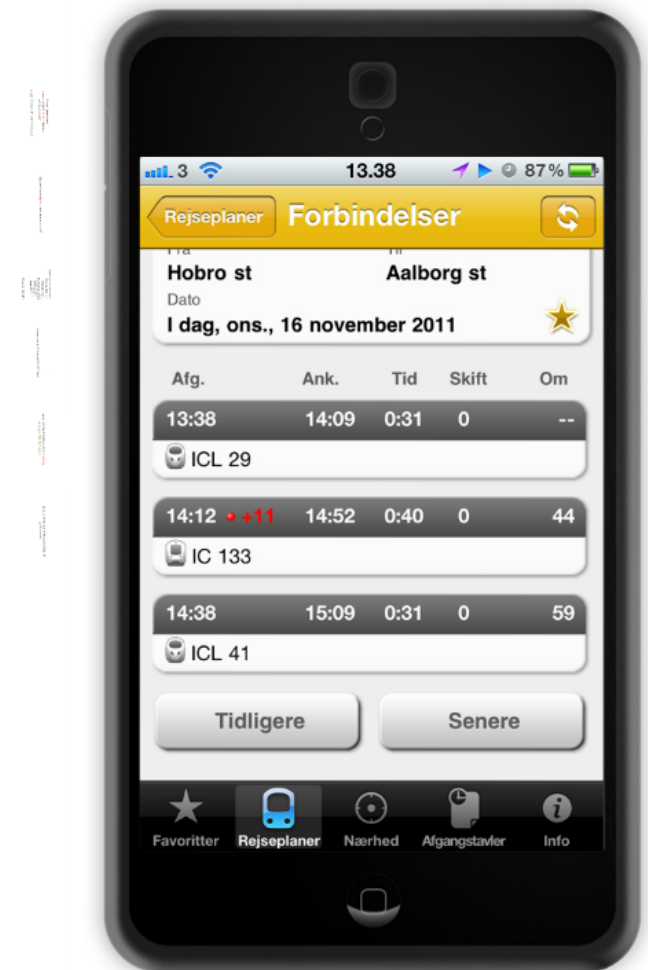 3 13.38 87%
Rejseplaner Forbindelser
Hobro st Aalborg st
Dato
I dag, ons., 16 november 2011
Afg. Ank. Tid Skift Om
13:38 14:09 0:31 0 --
ICL 29
14:12 +11 14:52 0:40 0 44
IC 133
14:38 15:09 0:31 0 59
ICL 41
Tidligere Senere
Favoritter Rejseplaner Nærhed Afgangstavler Info